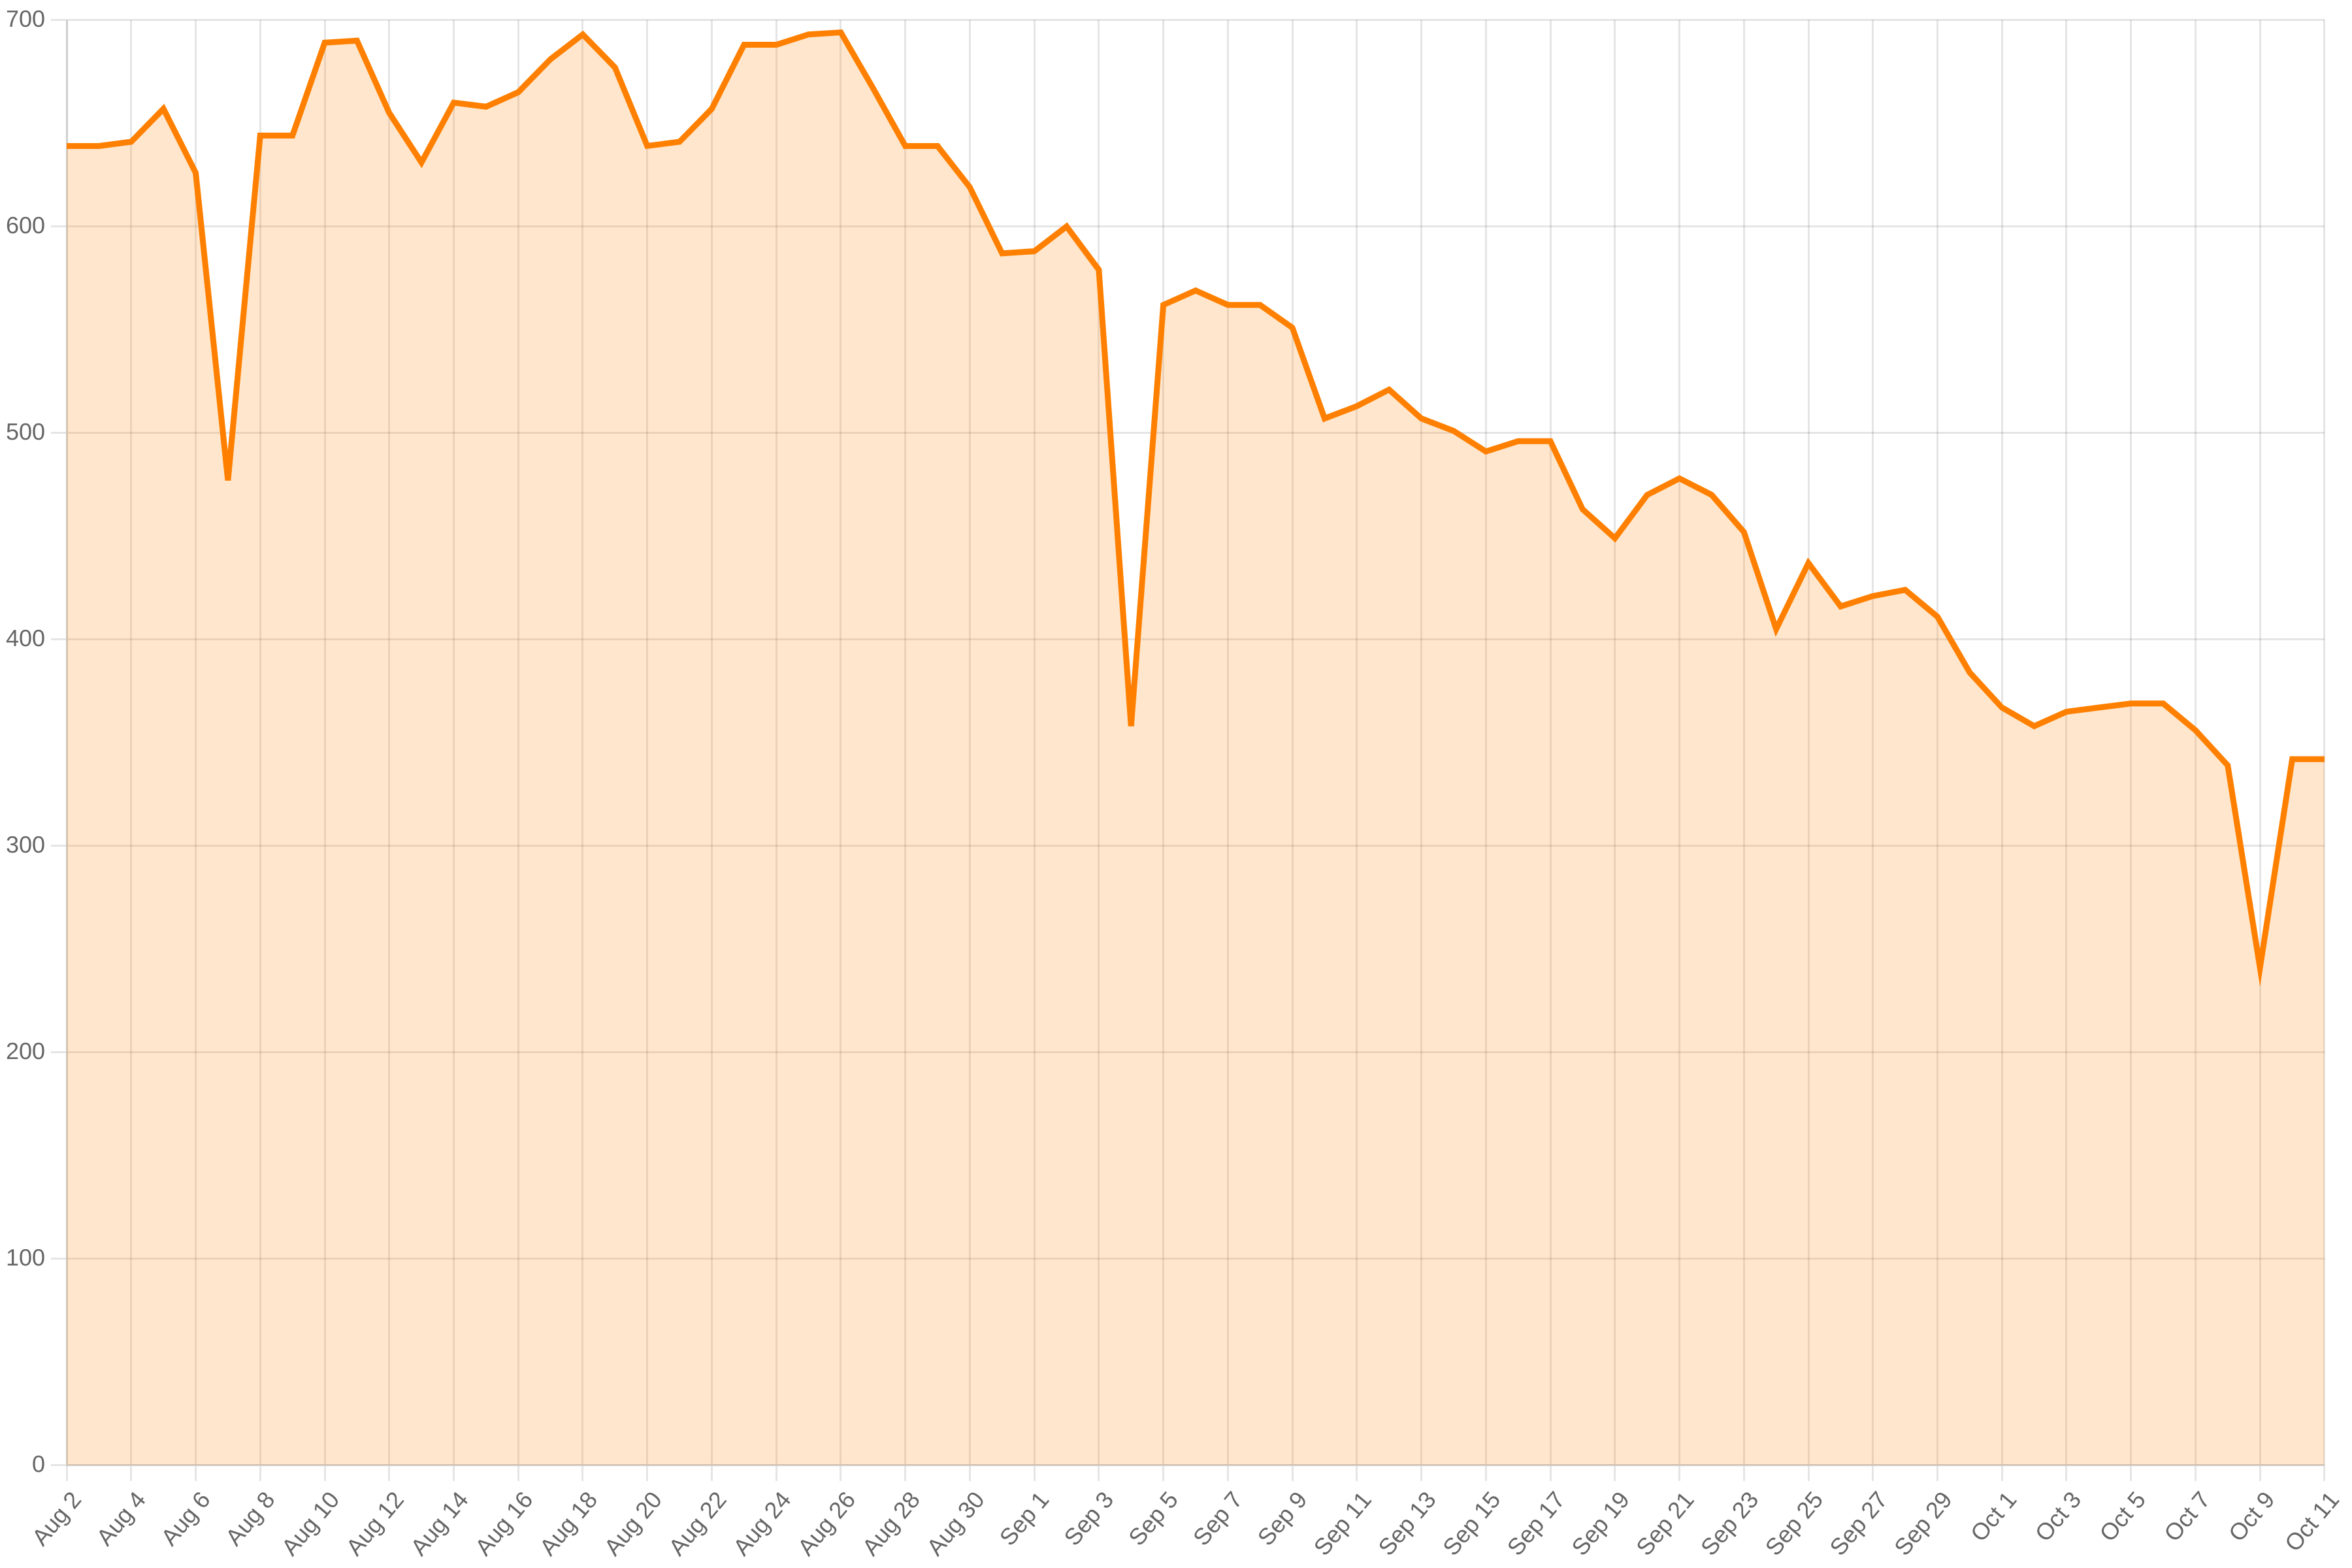 700
600
500
400
300
200
100
0
Aug 2
Aug 4
Aug 6
Aug 8
Aug 10
Aug 12
Aug 14
Aug 16
Aug 18
Aug 20
Aug 22
Aug 24
Aug 26
Aug 28
Aug 30
Sep 1
Sep 3
Sep 5
Sep 7
Sep 9
Sep 11
Sep 13
Sep 15
Sep 17
Sep 19
Sep 21
Sep 23
Sep 25
Sep 27
Sep 29
Oct 1
Oct 3
Oct 5
Oct 7
Oct 9
Oct 11